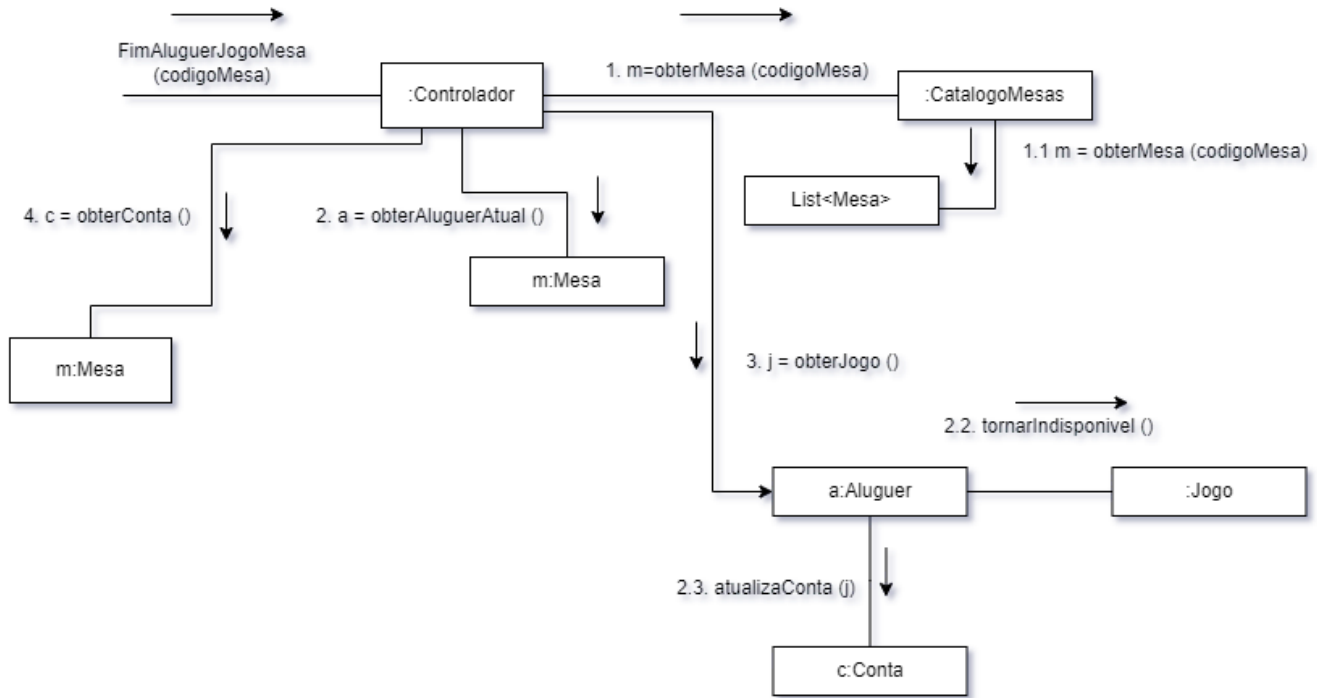 FimAluguerJogoMesa
(codigoMesa)
:Controlador
1. m=obterMesa (codigoMesa)
:CatalogoMesas
1.1 m = obterMesa (codigoMesa)
List<Mesa>
4. c = obterConta ()
2. a = obterAluguerAtual ()
m:Mesa
m:Mesa
3. j = obterJogo ()
2.2. tornarIndisponivel ()
a:Aluguer
:Jogo
2.3. atualizaConta (j)
c:Conta